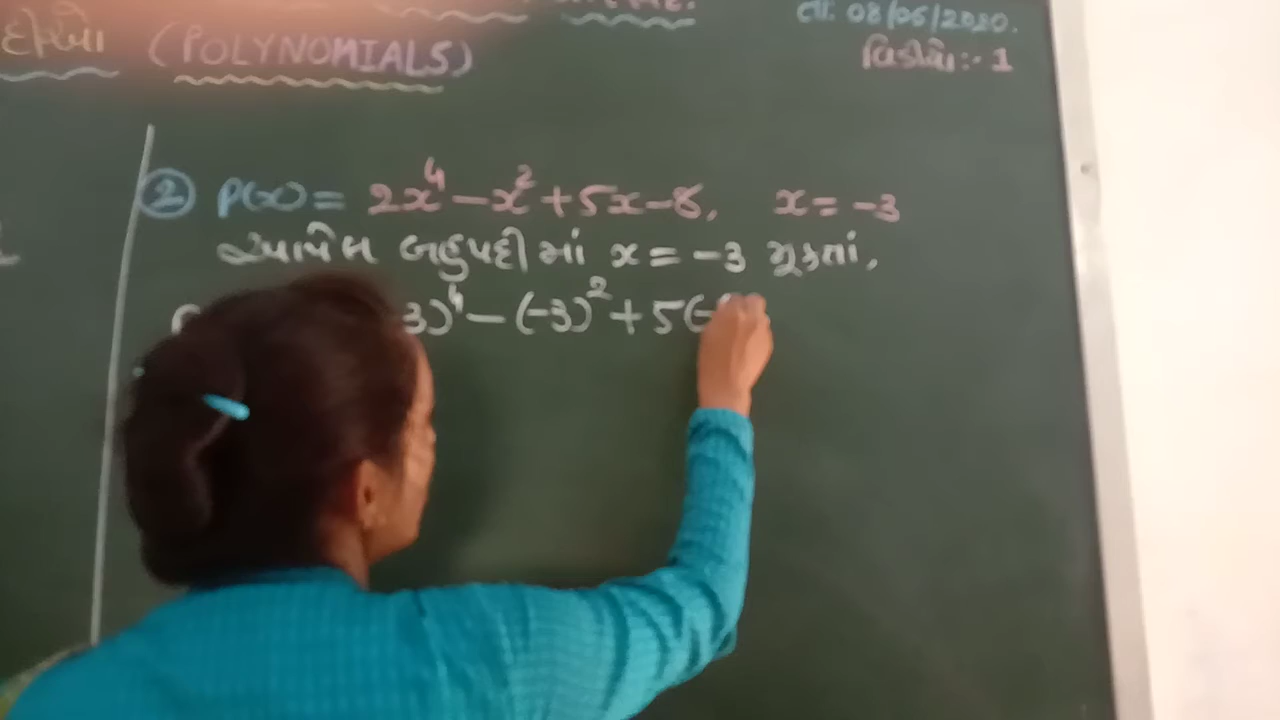 તા. 08/06/2020.
(POLYNOMIALS)
વિડીયો :- 1
② P(x) = 2x⁴ - x² + 5x - 8, x = -3
આપેલ બહુપદીમાં x = -3 મૂકતાં,
3)⁴ - (-3)² + 5(-